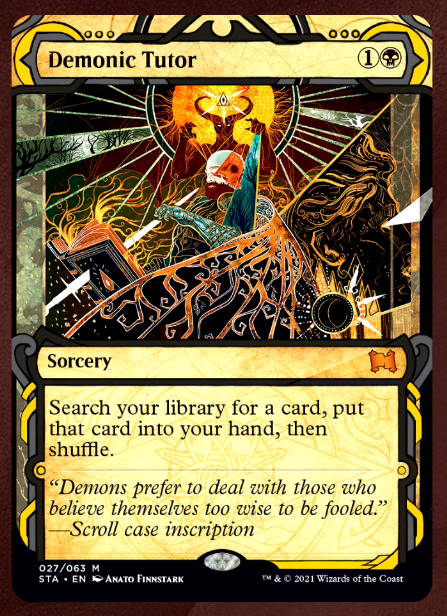 Demonic Tutor 1
Sorcery
Search your library for a card, put
that card into your hand, then
shuffle.
“Demons prefer to deal with those who
believe themselves too wise to be fooled.”
—Scroll case inscription
027/063 M
STA • EN Anato Finnstark
™ & © 2021 Wizards of the Coast